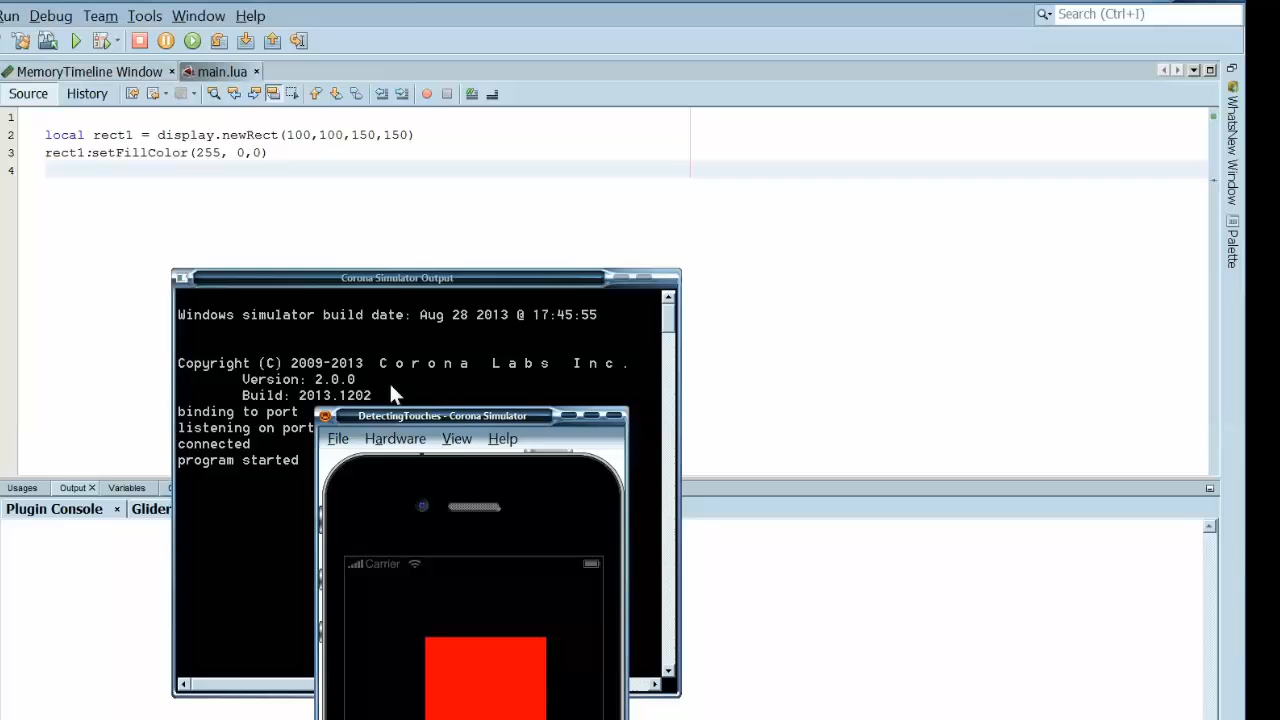 Run Debug Team Tools Window Help
Search (Ctrl+I)
MemoryTimeline Window × main.lua ×
Source History
1
2 local rect1 = display.newRect(100,100,150,150)
3 rect1:setFillColor(255, 0,0)
4
WhatsNew Window
Palette
Corona Simulator Output
Windows simulator build date: Aug 28 2013 @ 17:45:55
Copyright (C) 2009-2013 C o r o n a L a b s I n c .
Version: 2.0.0
Build: 2013.1202
binding to port
listening on port
connected
program started
DetectingTouches - Corona Simulator
File Hardware View Help
Carrier
Usages Output × Variables
Plugin Console × Glider